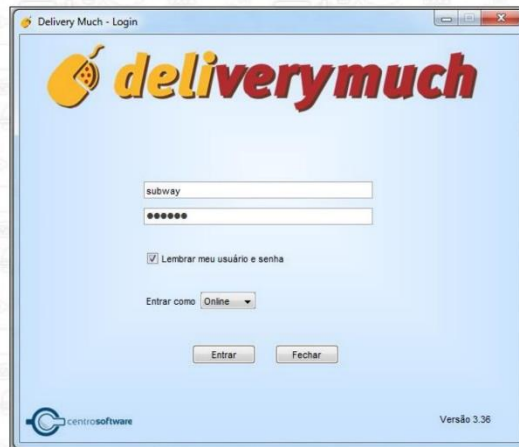 Delivery Much - Login
deliverymuch
subway
●●●●●●
Lembrar meu usuário e senha
Entrar como Online
Entrar Fechar
centrosoftware Versão 3.36